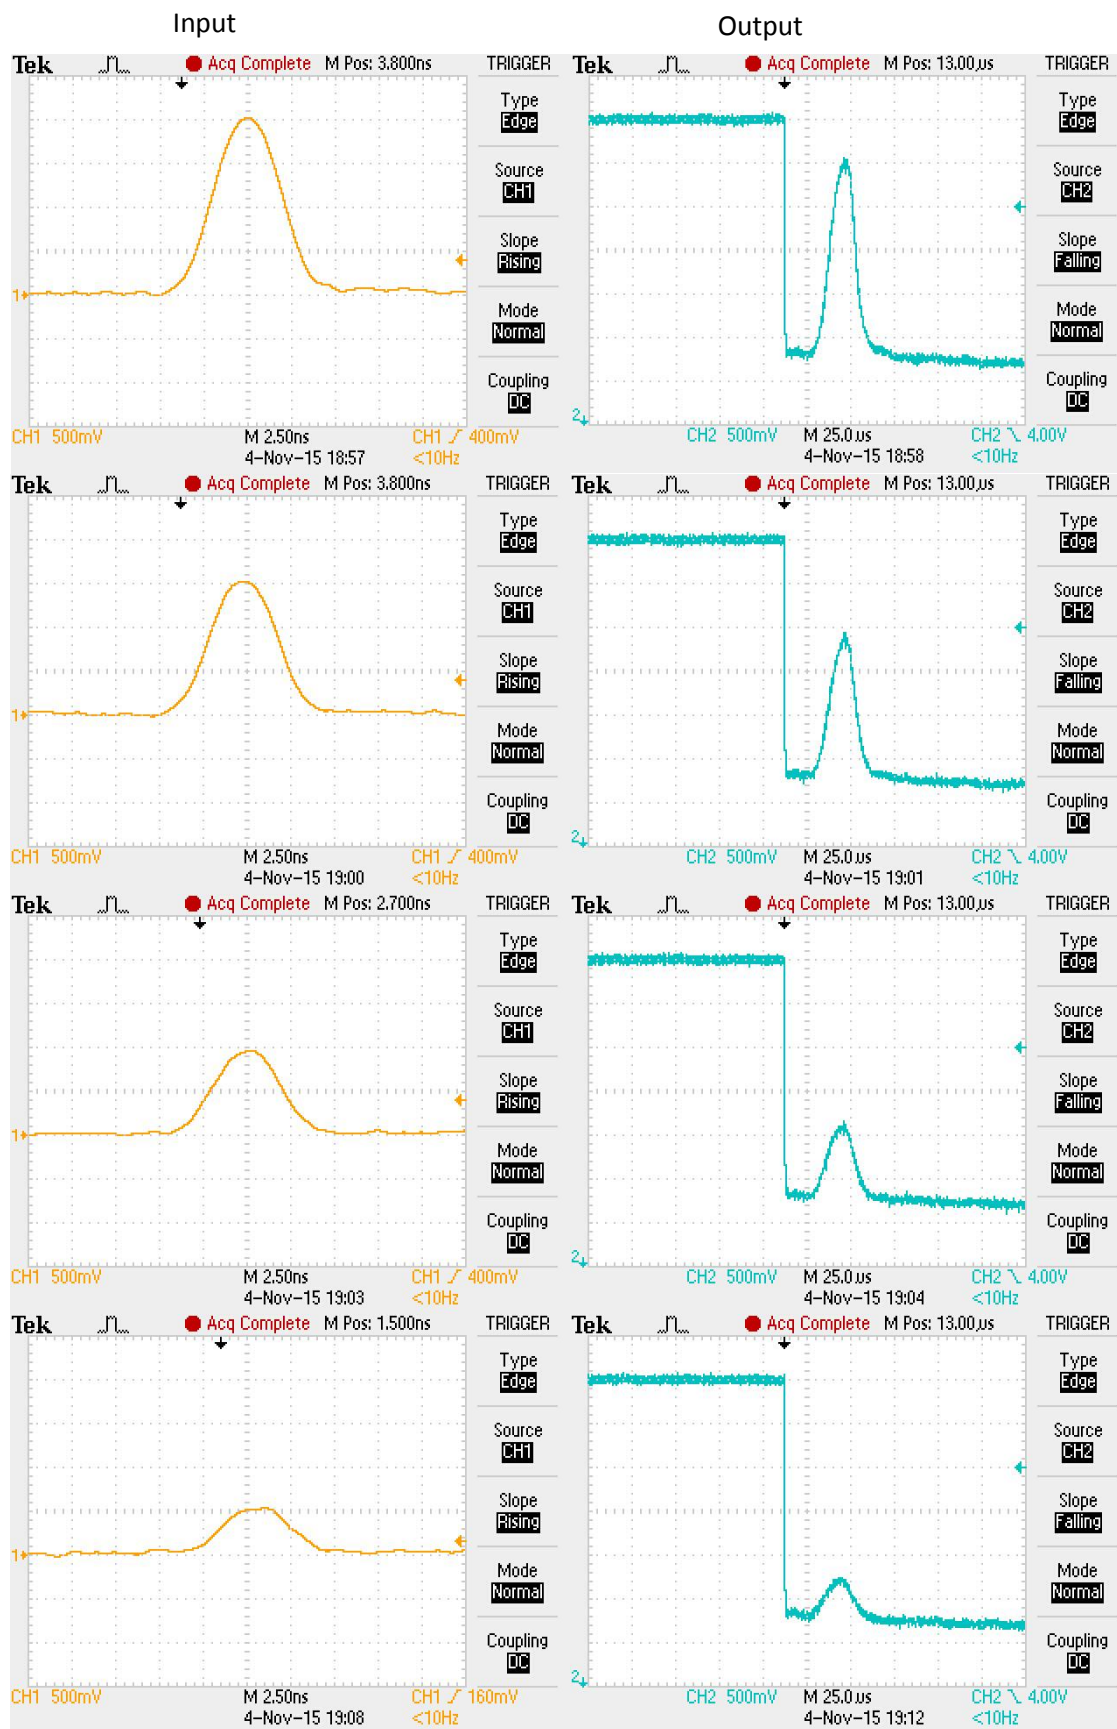 Input Output
Tek Acq Complete M Pos: 3.800ns TRIGGER
Type
Edge
Source
CH1
Slope
Rising
Mode
Normal
Coupling
DC
1
CH1 500mV M 2.50ns CH1 400mV
4-Nov-15 18:57 <10Hz
Tek Acq Complete M Pos: 13.00µs TRIGGER
Type
Edge
Source
CH2
Slope
Falling
Mode
Normal
Coupling
DC
2
CH2 500mV M 25.0µs CH2 4.00V
4-Nov-15 18:58 <10Hz
Tek Acq Complete M Pos: 3.800ns TRIGGER
Type
Edge
Source
CH1
Slope
Rising
Mode
Normal
Coupling
DC
1
CH1 500mV M 2.50ns CH1 400mV
4-Nov-15 19:00 <10Hz
Tek Acq Complete M Pos: 13.00µs TRIGGER
Type
Edge
Source
CH2
Slope
Falling
Mode
Normal
Coupling
DC
2
CH2 500mV M 25.0µs CH2 4.00V
4-Nov-15 19:01 <10Hz
Tek Acq Complete M Pos: 2.700ns TRIGGER
Type
Edge
Source
CH1
Slope
Rising
Mode
Normal
Coupling
DC
1
CH1 500mV M 2.50ns CH1 400mV
4-Nov-15 19:03 <10Hz
Tek Acq Complete M Pos: 13.00µs TRIGGER
Type
Edge
Source
CH2
Slope
Falling
Mode
Normal
Coupling
DC
2
CH2 500mV M 25.0µs CH2 4.00V
4-Nov-15 19:04 <10Hz
Tek Acq Complete M Pos: 1.500ns TRIGGER
Type
Edge
Source
CH1
Slope
Rising
Mode
Normal
Coupling
DC
1
CH1 500mV M 2.50ns CH1 160mV
4-Nov-15 19:08 <10Hz
Tek Acq Complete M Pos: 13.00µs TRIGGER
Type
Edge
Source
CH2
Slope
Falling
Mode
Normal
Coupling
DC
2
CH2 500mV M 25.0µs CH2 4.00V
4-Nov-15 19:12 <10Hz